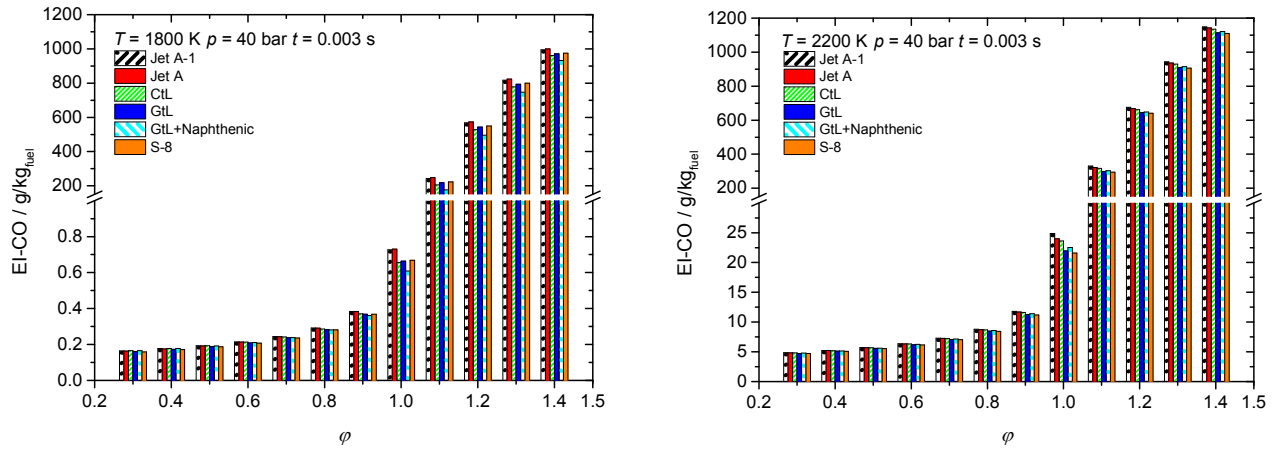 T = 1800 K p = 40 bar t = 0.003 s
Jet A-1
Jet A
CtL
GtL
GtL+Naphthenic
S-8
EI-CO / g/kg_fuel
1000
800
600
400
200
0.8
0.6
0.4
0.2
0.0
0.2 0.4 0.6 0.8 1.0 1.2 1.4 1.5
φ
T = 2200 K p = 40 bar t = 0.003 s
Jet A-1
Jet A
CtL
GtL
GtL+Naphthenic
S-8
EI-CO / g/kg_fuel
1200
1000
800
600
400
200
25
20
15
10
5
0
0.2 0.4 0.6 0.8 1.0 1.2 1.4 1.5
φ